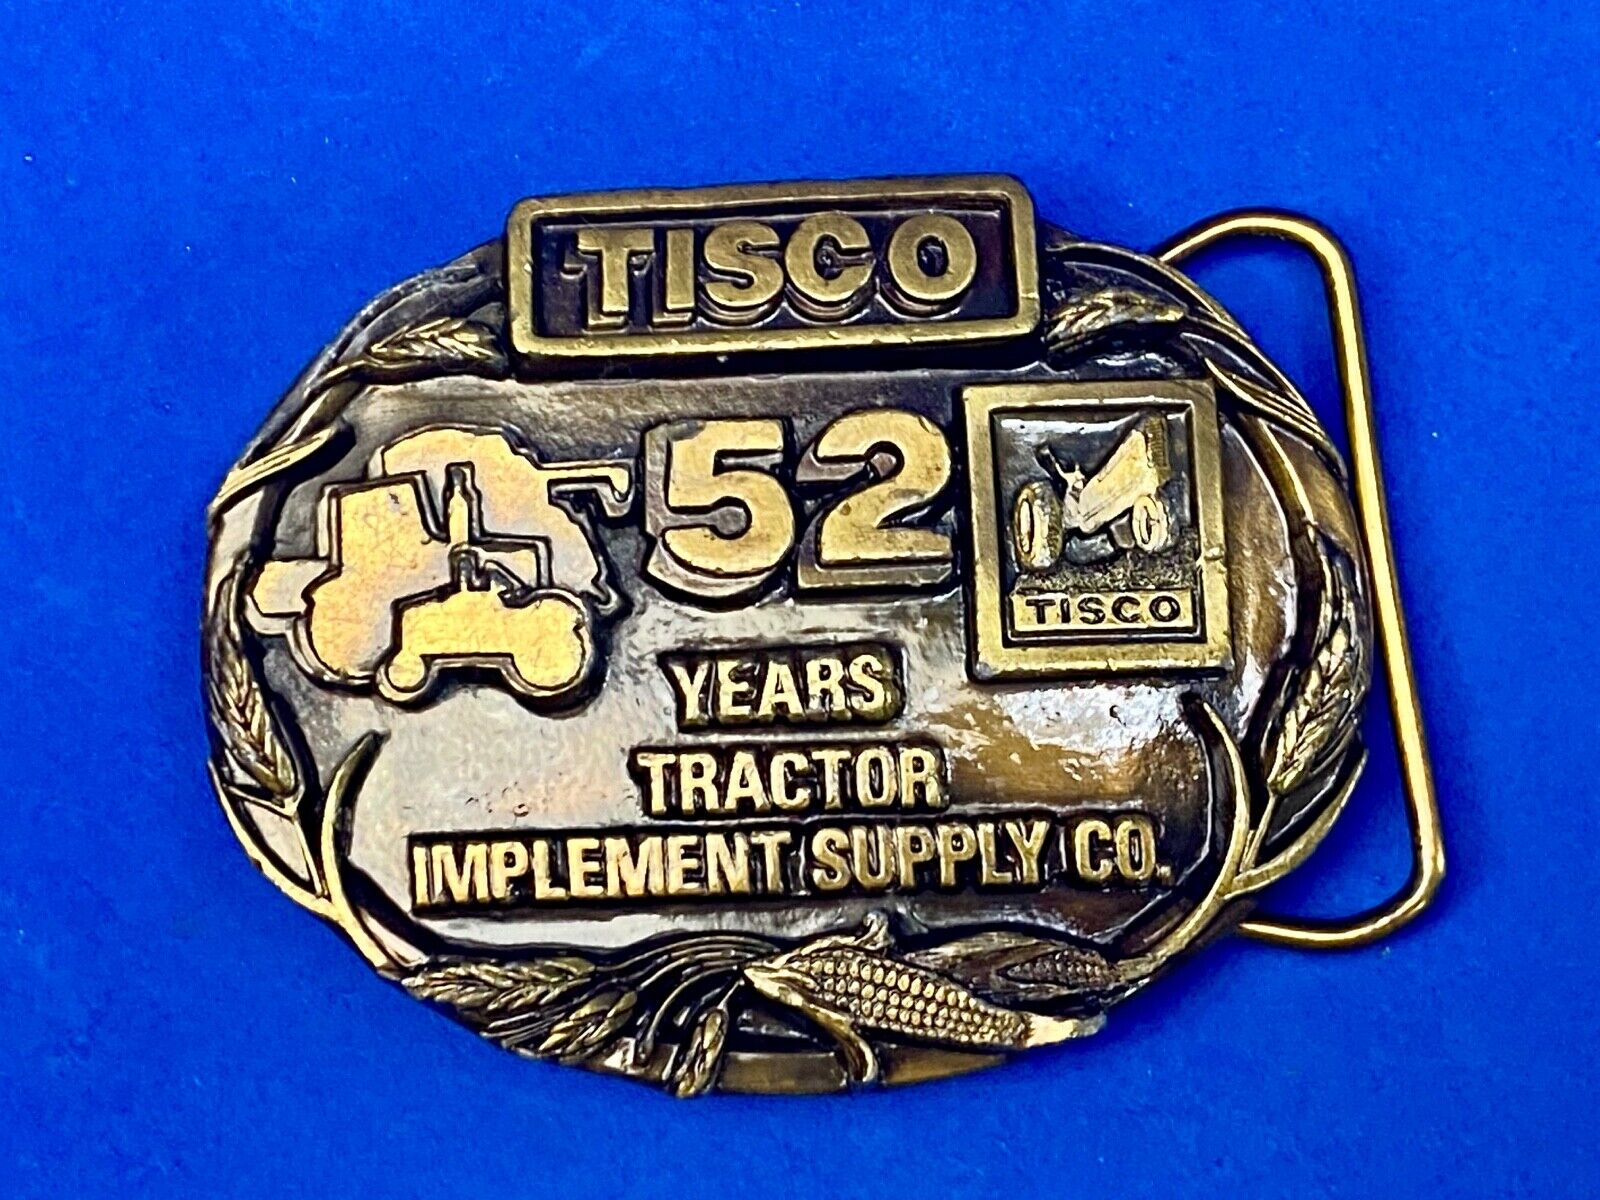 TISCO
52
TISCO
YEARS
TRACTOR
IMPLEMENT SUPPLY CO.